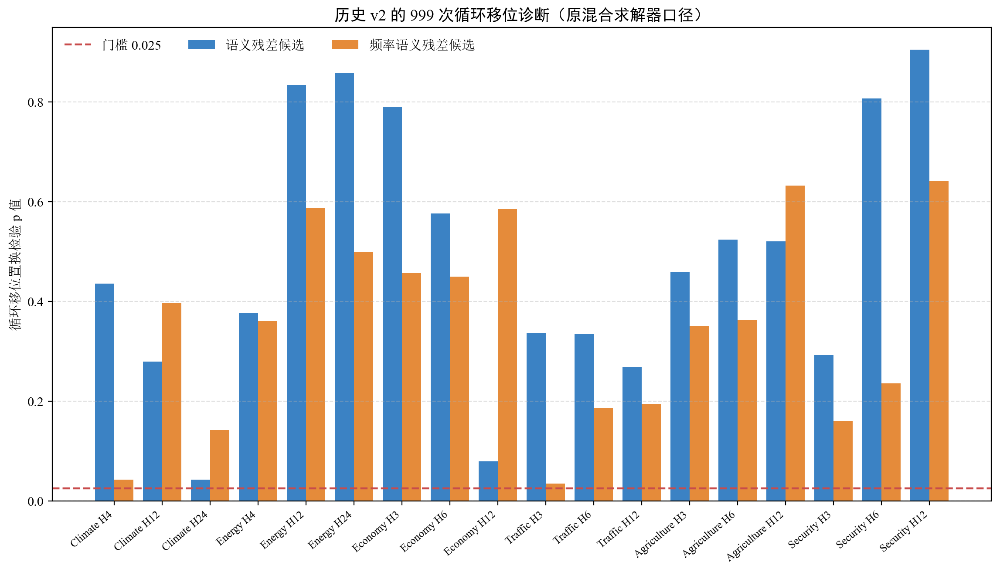 历史 v2 的 999 次循环移位诊断（原混合求解器口径）
门槛 0.025
语义残差候选
频率语义残差候选
循环移位置换检验 p 值
0.8
0.6
0.4
0.2
0.0
Climate H4
Climate H12
Climate H24
Energy H4
Energy H12
Energy H24
Economy H3
Economy H6
Economy H12
Traffic H3
Traffic H6
Traffic H12
Agriculture H3
Agriculture H6
Agriculture H12
Security H3
Security H6
Security H12